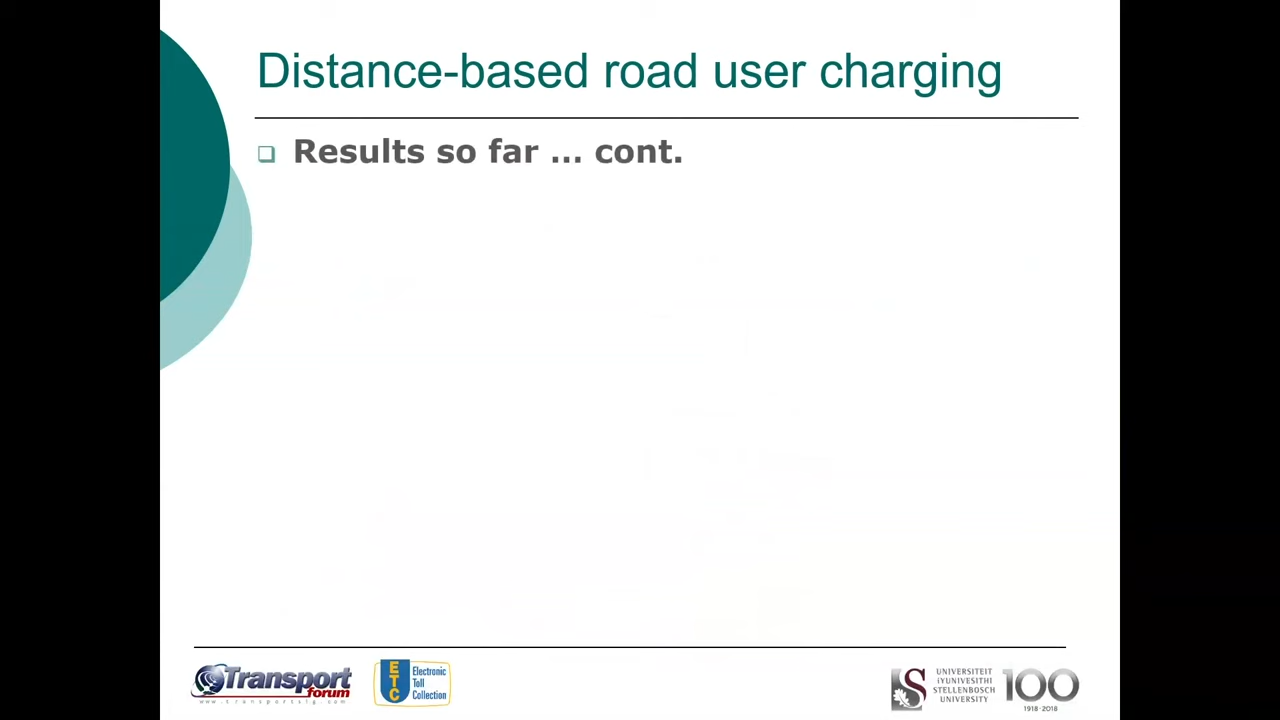 Distance-based road user charging
❑ Results so far … cont.
Transport
forum
www.transportsig.com
ETC
Electronic
Toll
Collection
UNIVERSITEIT
iYUNIVESITHI
STELLENBOSCH
UNIVERSITY
100
1918·2018